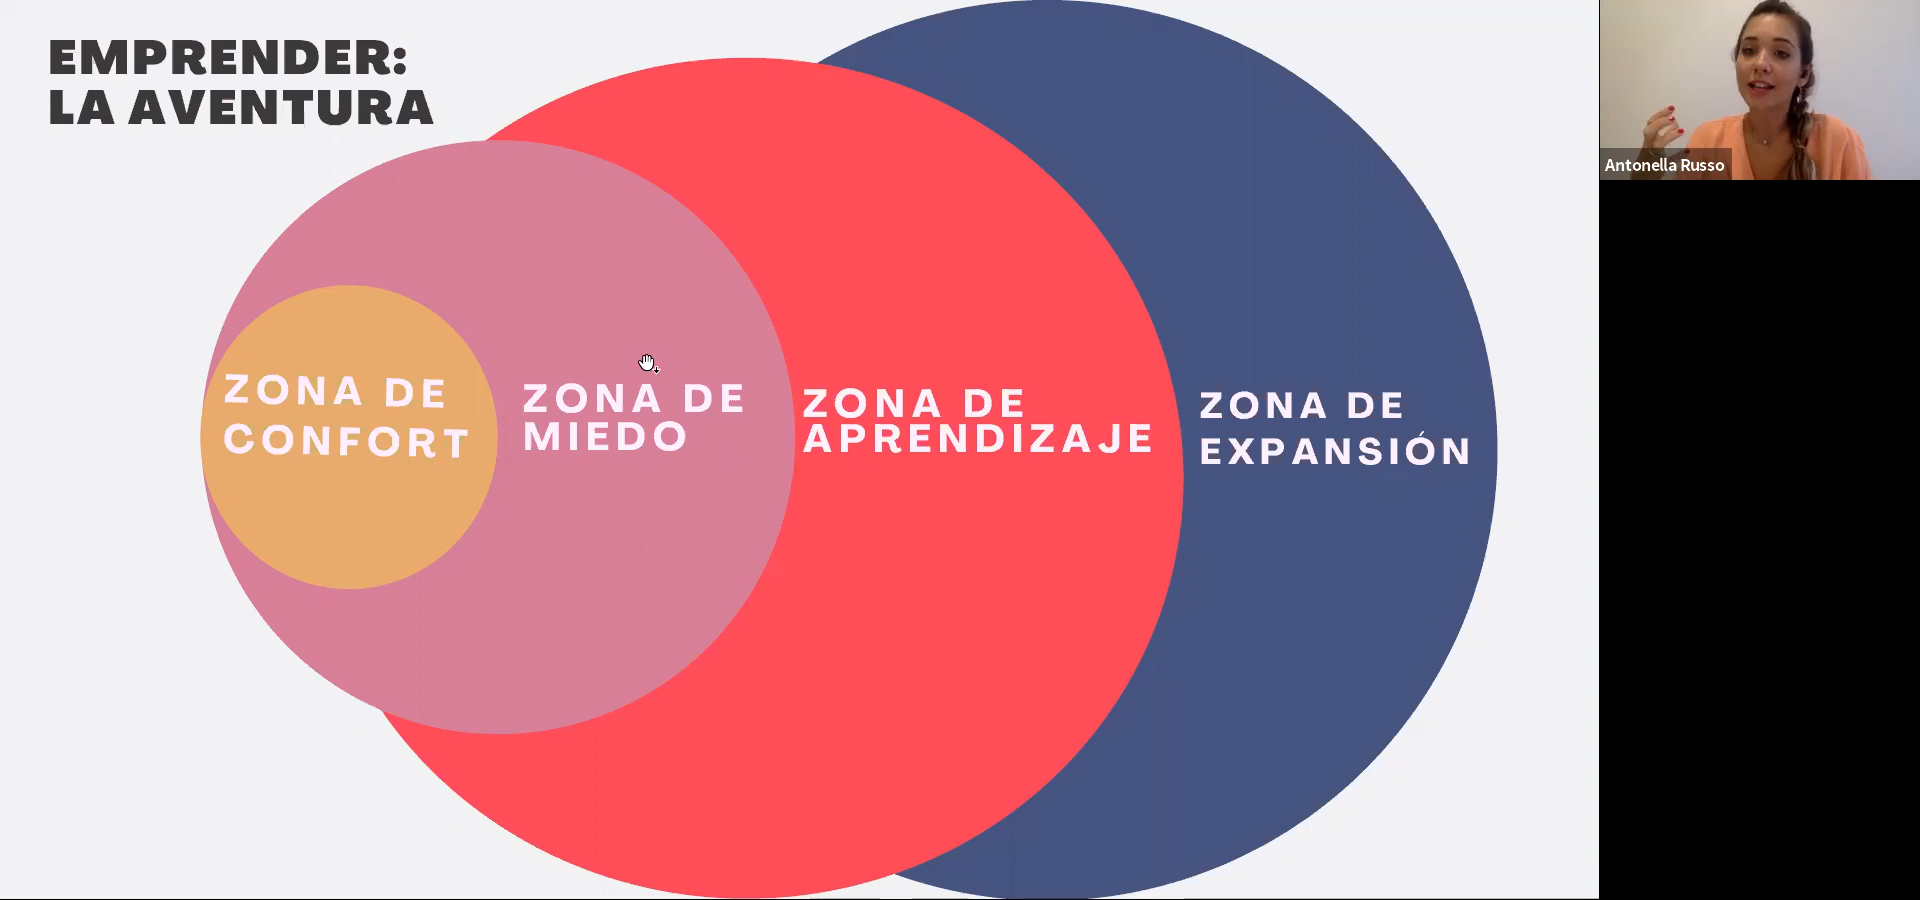 EMPRENDER:
LA AVENTURA
ZONA DE
CONFORT
ZONA DE
MIEDO
ZONA DE
APRENDIZAJE
ZONA DE
EXPANSIÓN
Antonella Russo